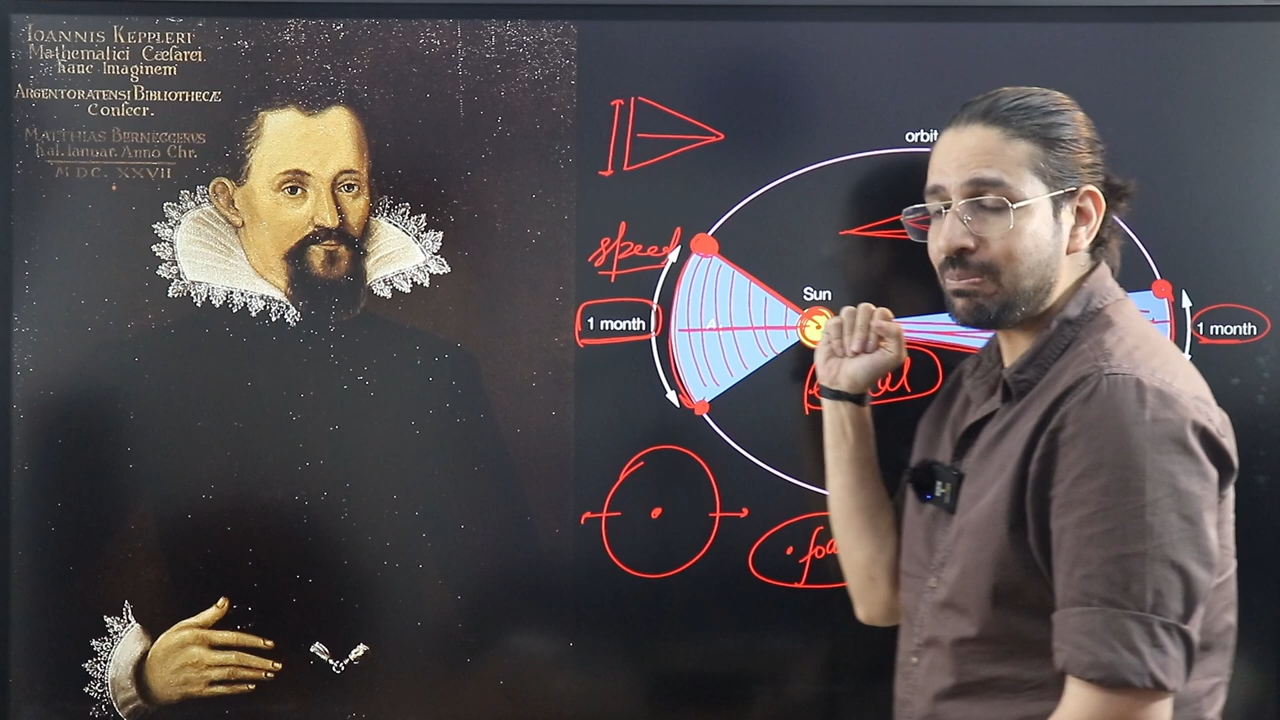 IOANNIS KEPPLERI
Mathematici Cæsarei
hanc Imaginem
ARGENTORATENSI BIBLIOTHECÆ
Consecr.
MATTHIAS BERNEGGERVS
kal. Ianuar. Anno Chr.
M DC. XXVII
orbit
speed
Sun
1 month
1 month